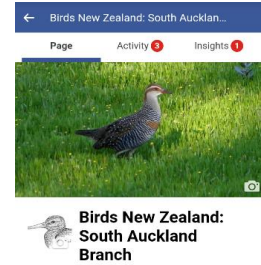 Birds New Zealand: South Aucklan...
Page Activity 3 Insights 1
Birds New Zealand:
South Auckland
Branch